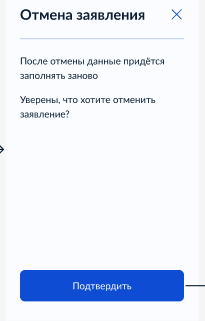 Отмена заявления
После отмены данные придётся
заполнять заново
Уверены, что хотите отменить
заявление?
Подтвердить